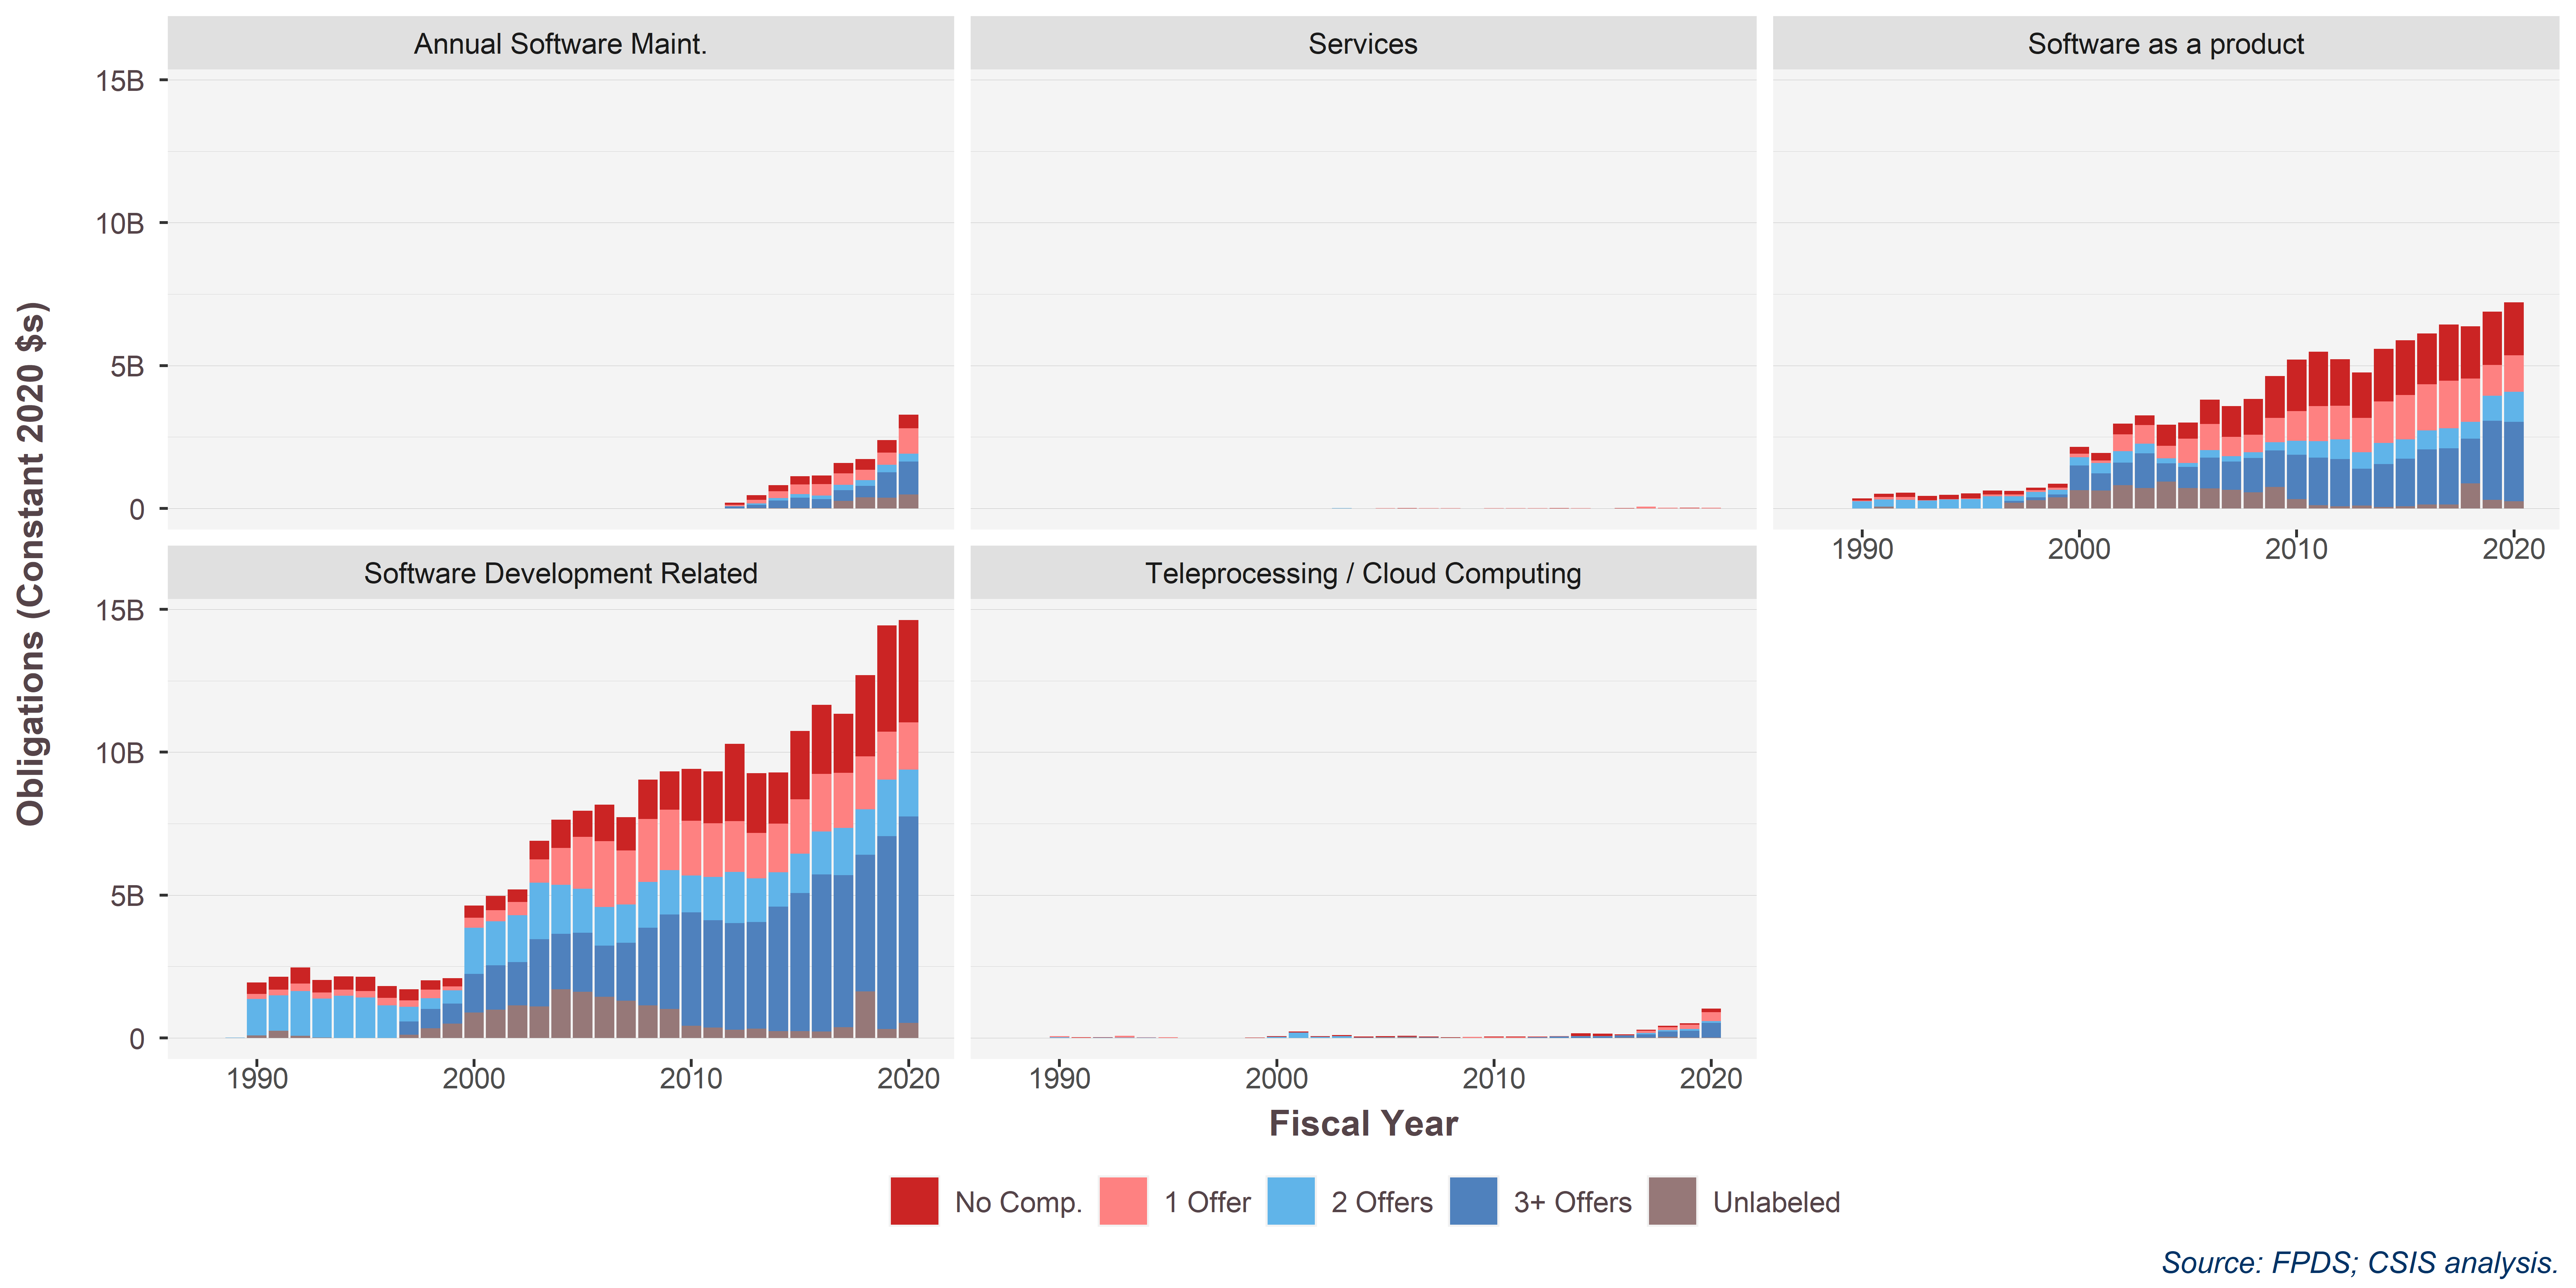 Annual Software Maint.
Services
Software as a product
15B
10B
5B
0
1990 2000 2010 2020
Software Development Related
Teleprocessing / Cloud Computing
15B
10B
5B
0
1990 2000 2010 2020
1990 2000 2010 2020
Obligations (Constant 2020 $s)
Fiscal Year
No Comp. 1 Offer 2 Offers 3+ Offers Unlabeled
Source: FPDS; CSIS analysis.